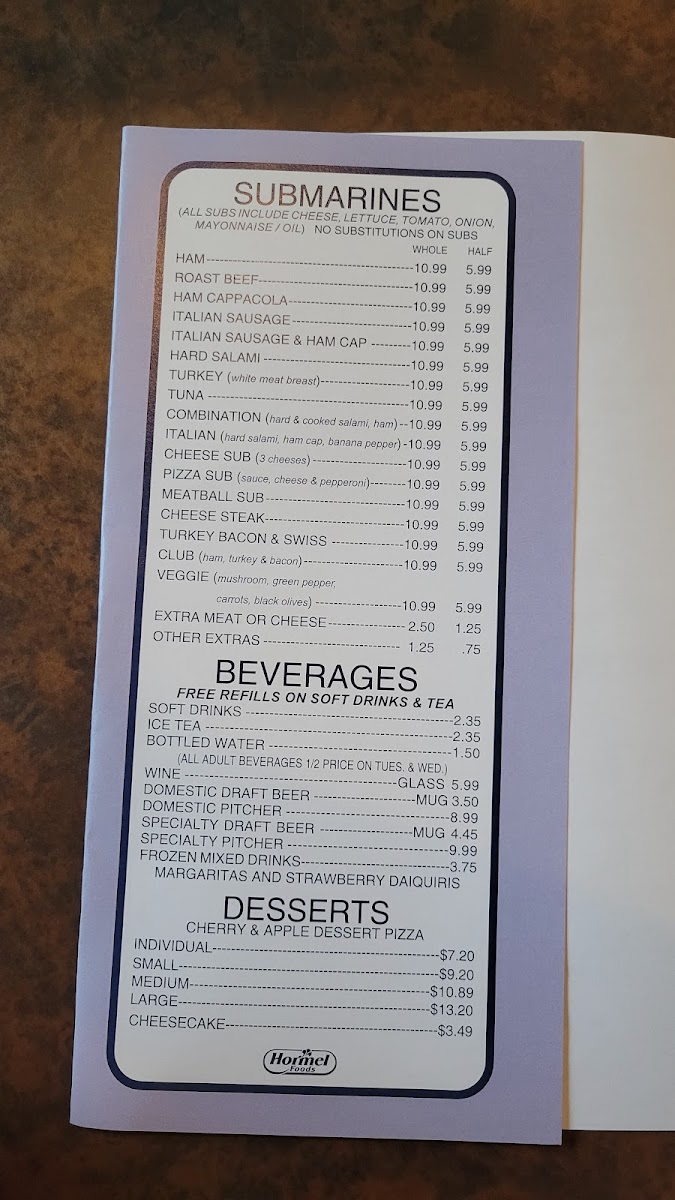 SUBMARINES
(ALL SUBS INCLUDE CHEESE, LETTUCE, TOMATO, ONION,
MAYONNAISE / OIL) NO SUBSTITUTIONS ON SUBS
WHOLE HALF
HAM 10.99 5.99
ROAST BEEF 10.99 5.99
HAM CAPPACOLA 10.99 5.99
ITALIAN SAUSAGE 10.99 5.99
ITALIAN SAUSAGE & HAM CAP 10.99 5.99
HARD SALAMI 10.99 5.99
TURKEY (white meat breast) 10.99 5.99
TUNA 10.99 5.99
COMBINATION (hard & cooked salami, ham) 10.99 5.99
ITALIAN (hard salami, ham cap, banana pepper) 10.99 5.99
CHEESE SUB (3 cheeses) 10.99 5.99
PIZZA SUB (sauce, cheese & pepperoni) 10.99 5.99
MEATBALL SUB 10.99 5.99
CHEESE STEAK 10.99 5.99
TURKEY BACON & SWISS 10.99 5.99
CLUB (ham, turkey & bacon) 10.99 5.99
VEGGIE (mushroom, green pepper,
carrots, black olives) 10.99 5.99
EXTRA MEAT OR CHEESE 2.50 1.25
OTHER EXTRAS 1.25 .75
BEVERAGES
FREE REFILLS ON SOFT DRINKS & TEA
SOFT DRINKS 2.35
ICE TEA 2.35
BOTTLED WATER 1.50
(ALL ADULT BEVERAGES 1/2 PRICE ON TUES. & WED.)
WINE GLASS 5.99
DOMESTIC DRAFT BEER MUG 3.50
DOMESTIC PITCHER 8.99
SPECIALTY DRAFT BEER MUG 4.45
SPECIALTY PITCHER 9.99
FROZEN MIXED DRINKS 3.75
MARGARITAS AND STRAWBERRY DAIQUIRIS
DESSERTS
CHERRY & APPLE DESSERT PIZZA
INDIVIDUAL $7.20
SMALL $9.20
MEDIUM $10.89
LARGE $13.20
CHEESECAKE $3.49
Hormel
Foods